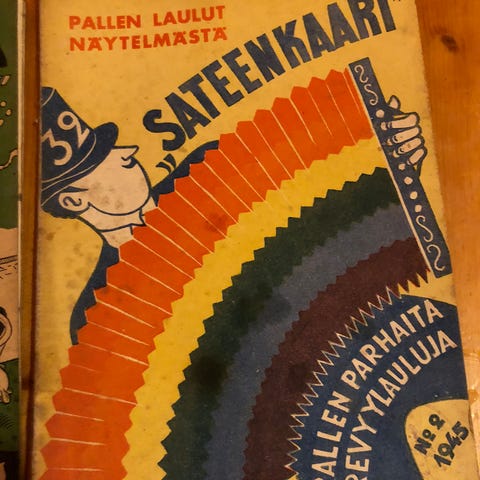 PALLEN LAULUT
NÄYTELMÄSTÄ
„SATEENKAARI”
32
PALLEN PARHAITA
REVYYLAULUJA
No 2
1945